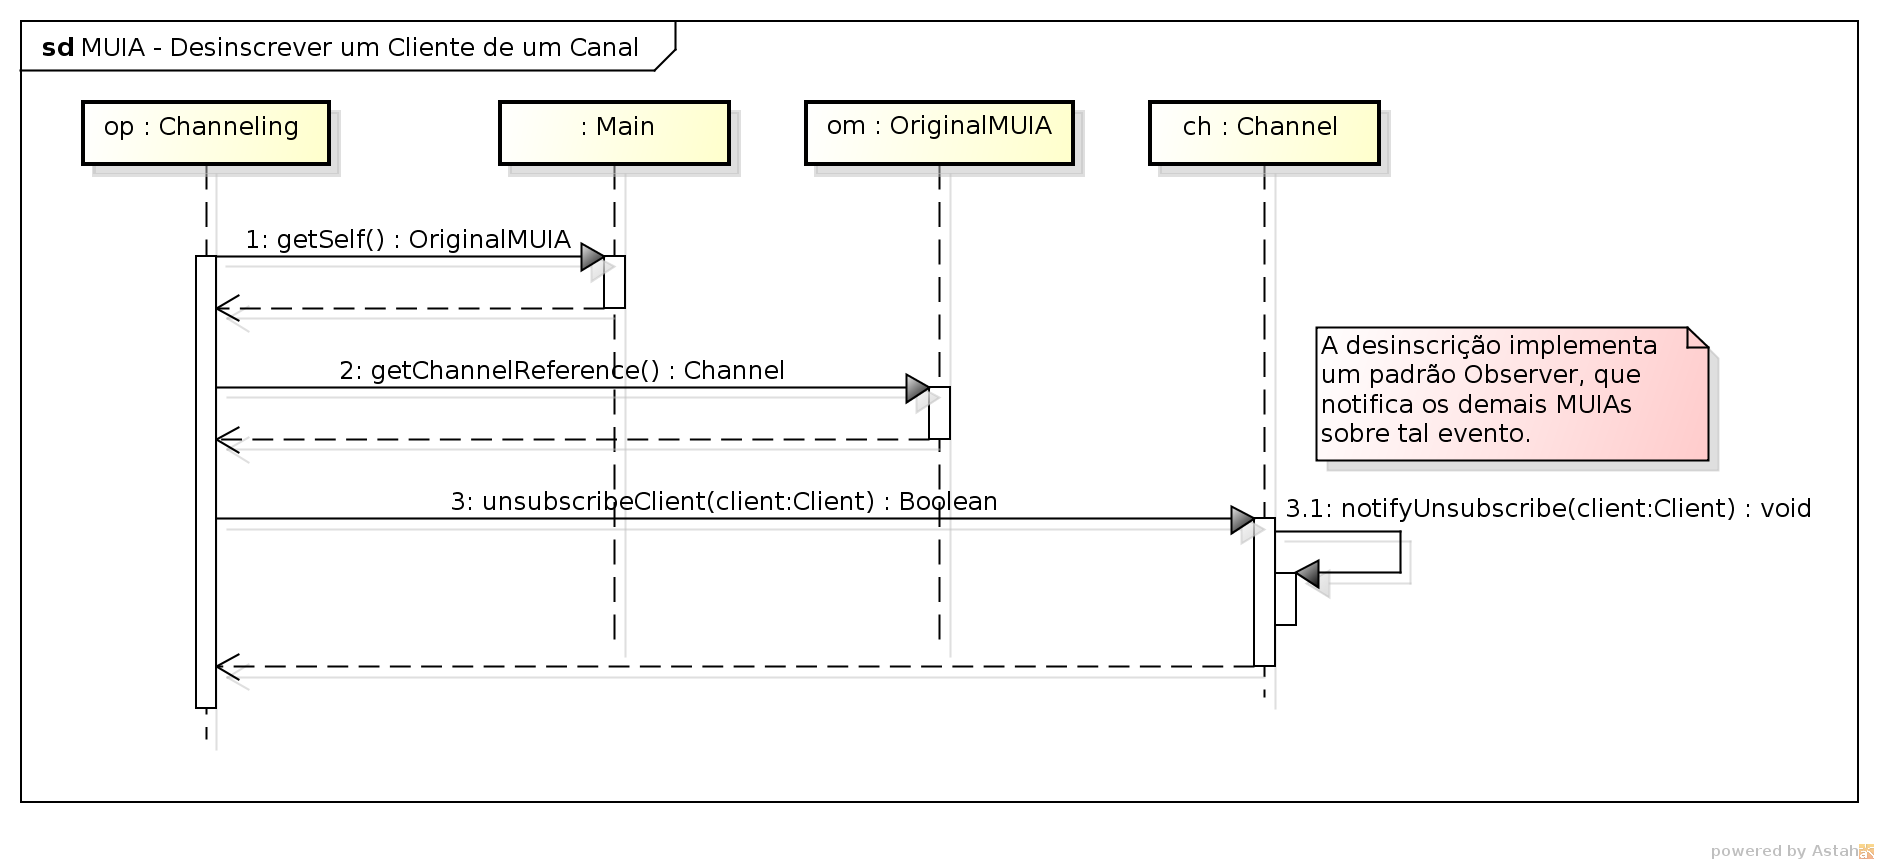 sd MUIA - Desinscrever um Cliente de um Canal
op : Channeling
: Main
om : OriginalMUIA
ch : Channel
1: getSelf() : OriginalMUIA
2: getChannelReference() : Channel
A desinscrição implementa
um padrão Observer, que
notifica os demais MUIAs
sobre tal evento.
3: unsubscribeClient(client:Client) : Boolean
3.1: notifyUnsubscribe(client:Client) : void
powered by Astah